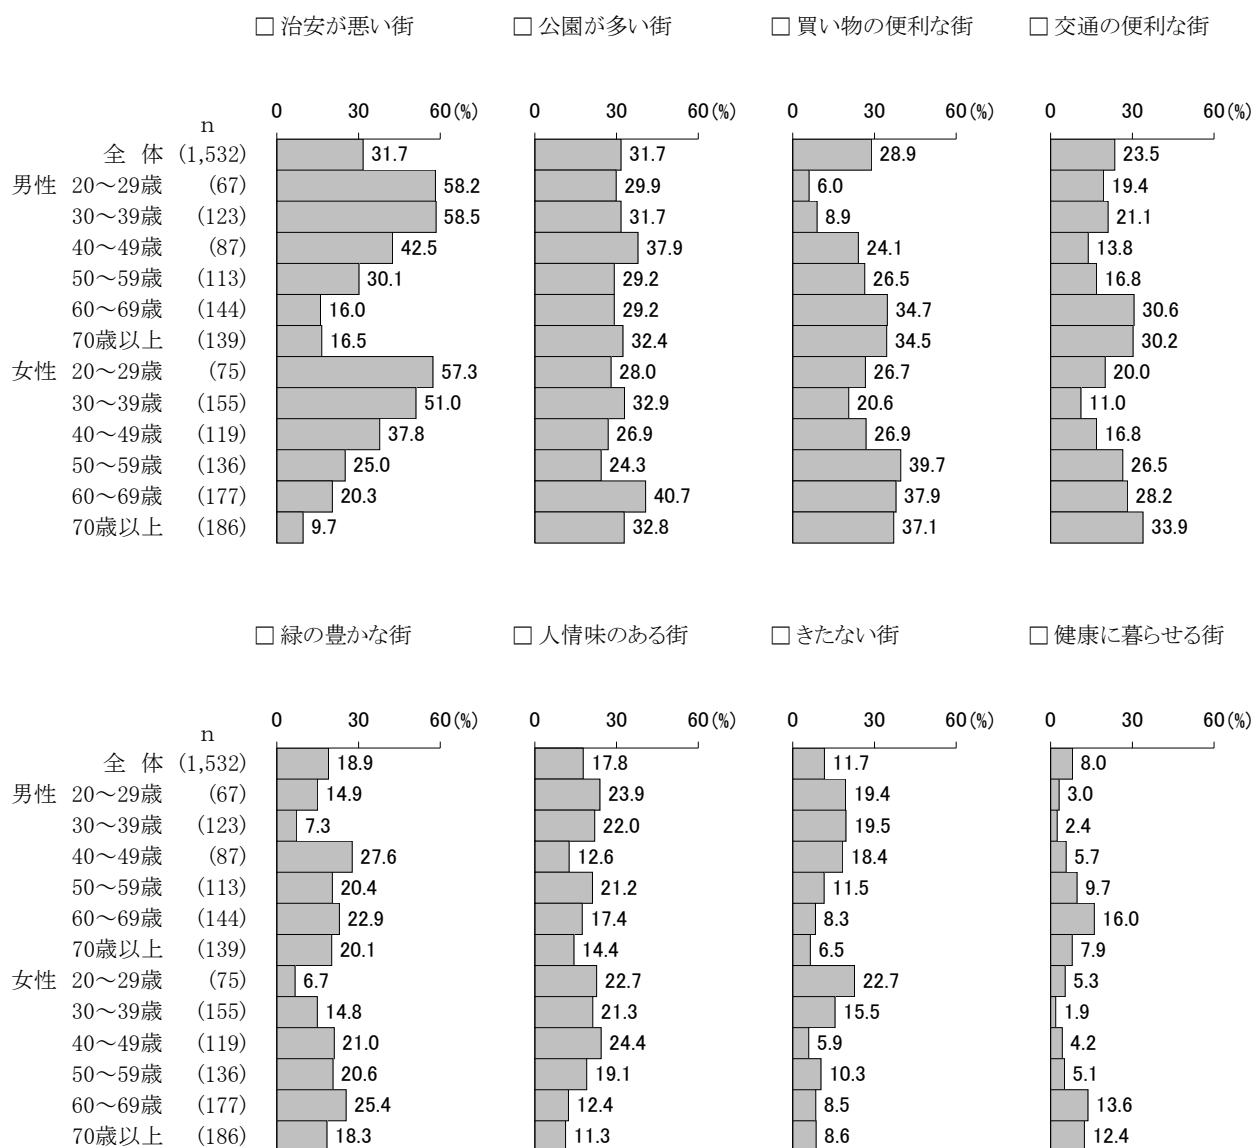 □ 治安が悪い街 □ 公園が多い街 □ 買い物の便利な街 □ 交通の便利な街
0 30 60(%) 0 30 60(%) 0 30 60(%) 0 30 60(%)
n
全 体 (1,532) 31.7 31.7 28.9 23.5
男性 20～29歳 (67) 58.2 29.9 6.0 19.4
30～39歳 (123) 58.5 31.7 8.9 21.1
40～49歳 (87) 42.5 37.9 24.1 13.8
50～59歳 (113) 30.1 29.2 26.5 16.8
60～69歳 (144) 16.0 29.2 34.7 30.6
70歳以上 (139) 16.5 32.4 34.5 30.2
女性 20～29歳 (75) 57.3 28.0 26.7 20.0
30～39歳 (155) 51.0 32.9 20.6 11.0
40～49歳 (119) 37.8 26.9 26.9 16.8
50～59歳 (136) 25.0 24.3 39.7 26.5
60～69歳 (177) 20.3 40.7 37.9 28.2
70歳以上 (186) 9.7 32.8 37.1 33.9
□ 緑の豊かな街 □ 人情味のある街 □ きたない街 □ 健康に暮らせる街
0 30 60(%) 0 30 60(%) 0 30 60(%) 0 30 60(%)
n
全 体 (1,532) 18.9 17.8 11.7 8.0
男性 20～29歳 (67) 14.9 23.9 19.4 3.0
30～39歳 (123) 7.3 22.0 19.5 2.4
40～49歳 (87) 27.6 12.6 18.4 5.7
50～59歳 (113) 20.4 21.2 11.5 9.7
60～69歳 (144) 22.9 17.4 8.3 16.0
70歳以上 (139) 20.1 14.4 6.5 7.9
女性 20～29歳 (75) 6.7 22.7 22.7 5.3
30～39歳 (155) 14.8 21.3 15.5 1.9
40～49歳 (119) 21.0 24.4 5.9 4.2
50～59歳 (136) 20.6 19.1 10.3 5.1
60～69歳 (177) 25.4 12.4 8.5 13.6
70歳以上 (186) 18.3 11.3 8.6 12.4